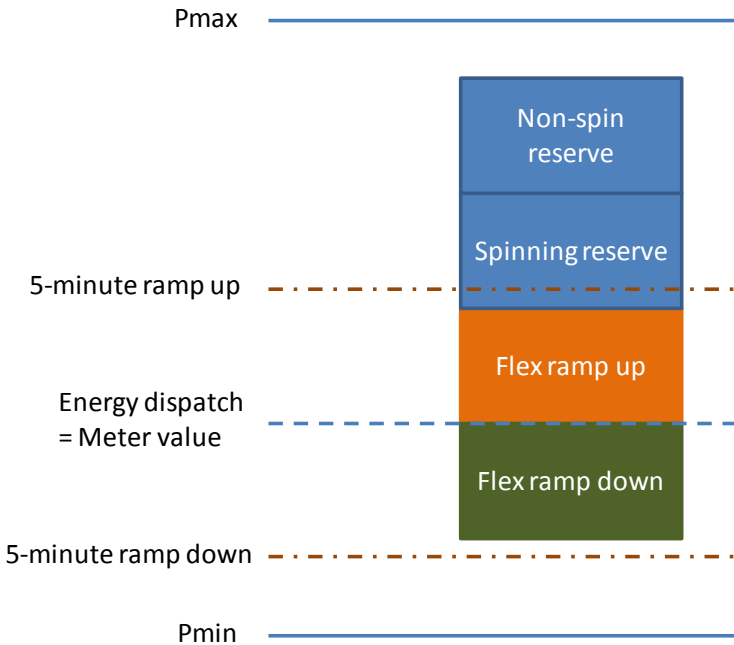 Pmax
Non-spin
reserve
Spinning reserve
5-minute ramp up
Flex ramp up
Energy dispatch
= Meter value
Flex ramp down
5-minute ramp down
Pmin